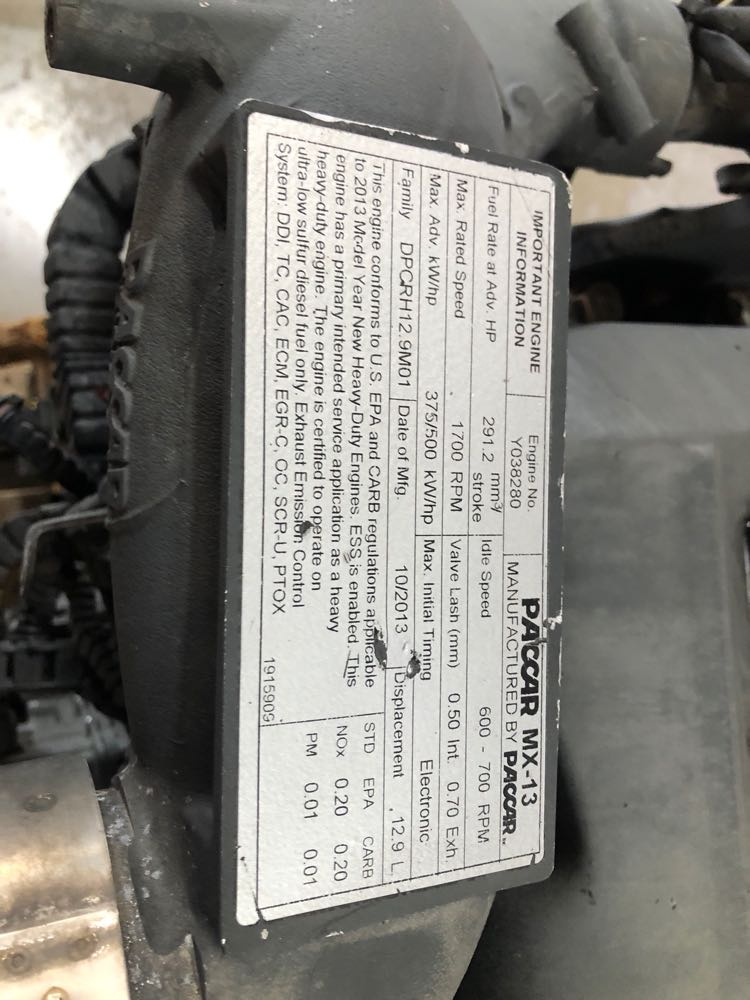 IMPORTANT ENGINE
INFORMATION
Engine No.
Y038280
PACCAR MX-13
MANUFACTURED BY PACCAR™
Fuel Rate at Adv. HP 291.2 mm³/ stroke Idle Speed 600 - 700 RPM
Max. Rated Speed 1700 RPM Valve Lash (mm) 0.50 Int. 0.70 Exh.
Max. Adv. kW/hp 375/500 kW/hp Max. Initial Timing Electronic
Family DPCRH12.9M01 Date of Mfg. 10/2013 Displacement 12.9 L
This engine conforms to U.S. EPA and CARB regulations applicable
to 2013 Model Year New Heavy-Duty Engines. ESS is enabled. This
engine has a primary intended service application as a heavy
heavy-duty engine. The engine is certified to operate on
ultra-low sulfur diesel fuel only. Exhaust Emission Control
System: DDI, TC, CAC, ECM, EGR-C, OC, SCR-U, PTOX
STD EPA CARB
NOx 0.20 0.20
PM 0.01 0.01
1915909
PACCAR